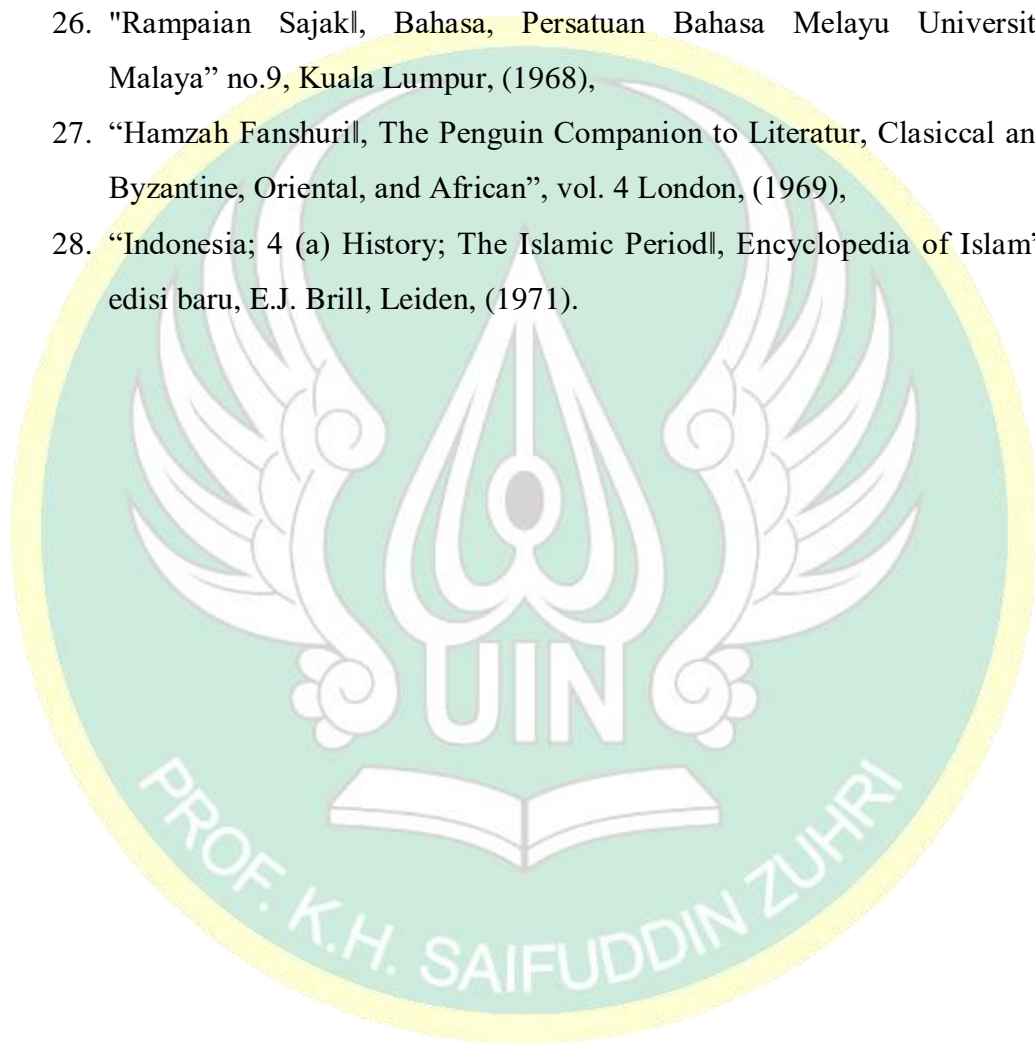 26. "Rampaian Sajak‖, Bahasa, Persatuan Bahasa Melayu Universit
Malaya” no.9, Kuala Lumpur, (1968),
27. “Hamzah Fanshuri‖, The Penguin Companion to Literatur, Clasiccal an
Byzantine, Oriental, and African”, vol. 4 London, (1969),
28. “Indonesia; 4 (a) History; The Islamic Period‖, Encyclopedia of Islam”
edisi baru, E.J. Brill, Leiden, (1971).
UIN
PROF. K.H. SAIFUDDIN ZUHRI